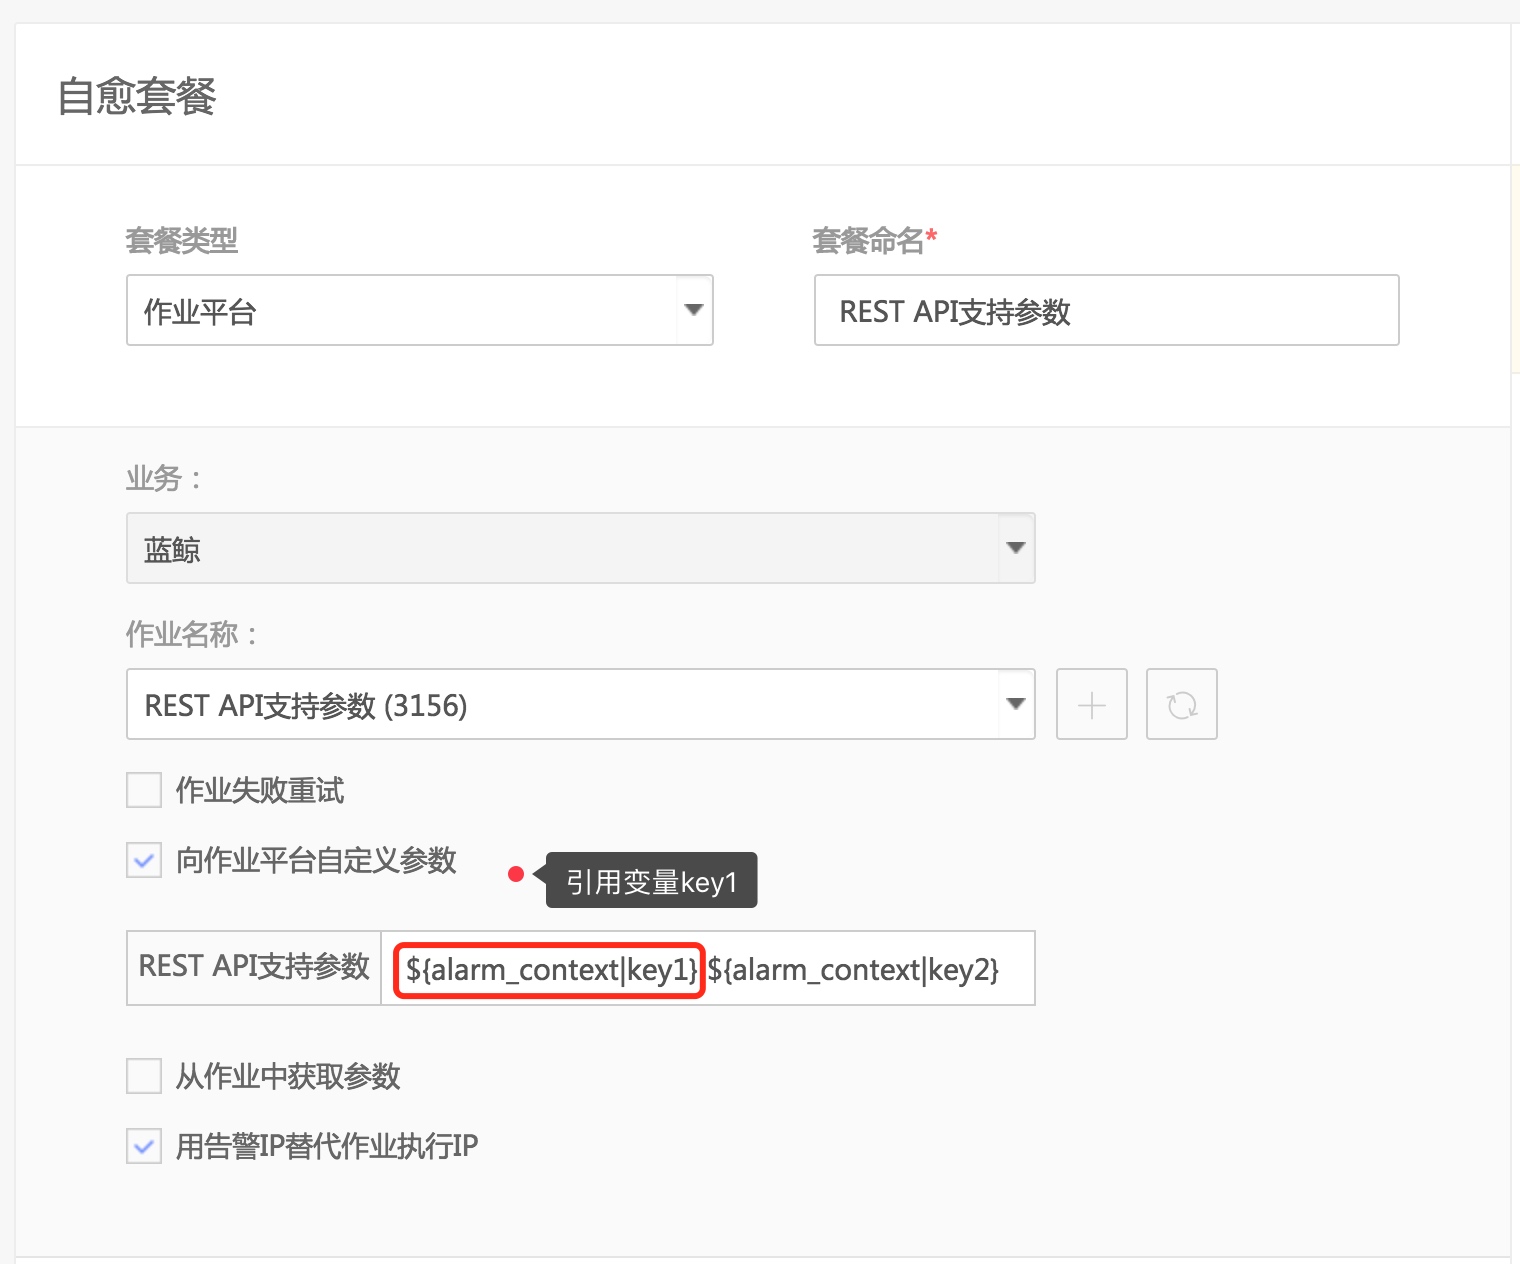 自愈套餐
套餐类型
套餐命名*
作业平台
REST API支持参数
业务：
蓝鲸
作业名称：
REST API支持参数 (3156)
作业失败重试
向作业平台自定义参数
引用变量key1
REST API支持参数
${alarm_context|key1} ${alarm_context|key2}
从作业中获取参数
用告警IP替代作业执行IP